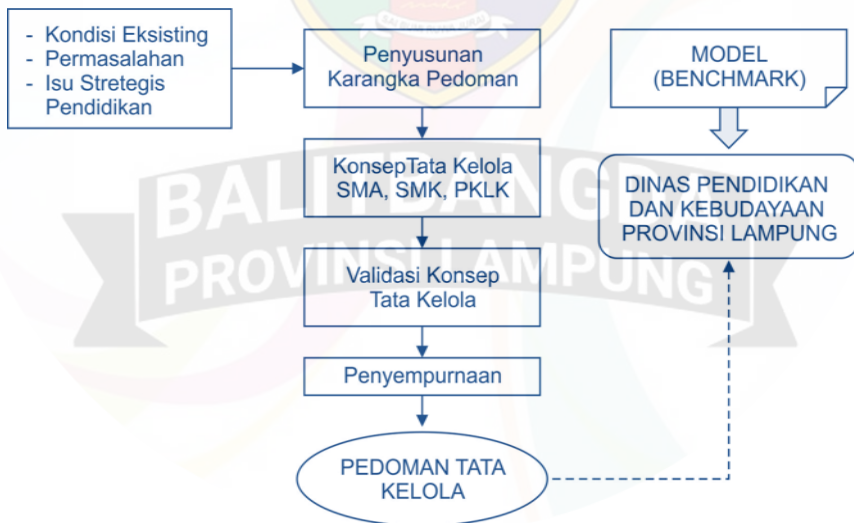 - Kondisi Eksisting
- Permasalahan
- Isu Stretegis
Pendidikan
Penyusunan
Karangka Pedoman
MODEL
(BENCHMARK)
KonsepTata Kelola
SMA, SMK, PKLK
DINAS PENDIDIKAN
DAN KEBUDAYAAN
PROVINSI LAMPUNG
Validasi Konsep
Tata Kelola
Penyempurnaan
PEDOMAN TATA
KELOLA
BALITBANGDA
PROVINSI LAMPUNG